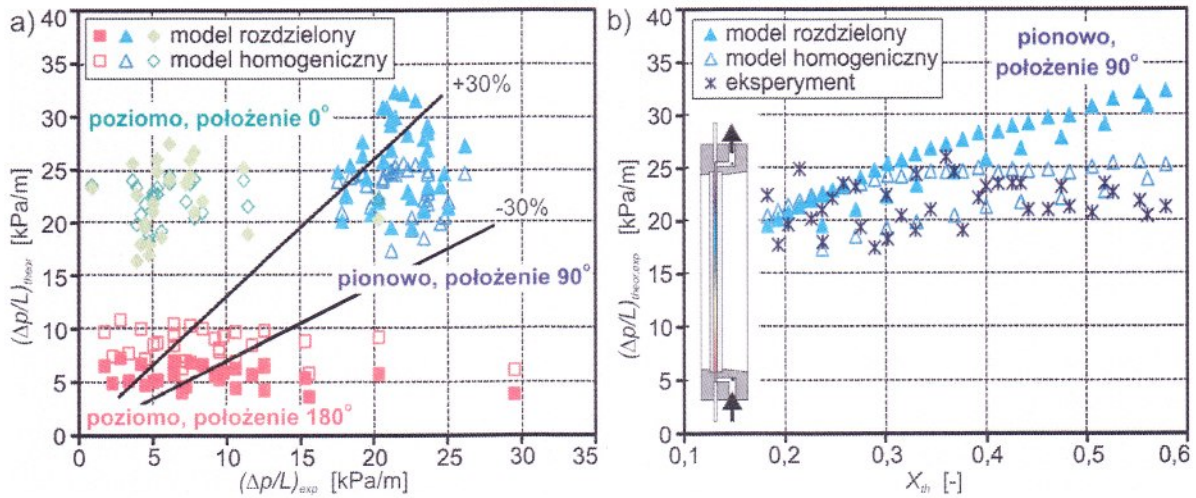 a)
40
35
30
25
20
15
10
5
0
(Δp/L)theor [kPa/m]
model rozdzielony
model homogeniczny
+30%
poziomo, położenie 0°
-30%
pionowo, położenie 90°
poziomo, położenie 180°
0 5 10 15 20 25 30 35
(Δp/L)exp [kPa/m]
b)
40
35
30
25
20
15
10
5
0
(Δp/L)theor,exp [kPa/m]
model rozdzielony
model homogeniczny
eksperyment
pionowo,
położenie 90°
0,1 0,2 0,3 0,4 0,5 0,6
Xth [-]